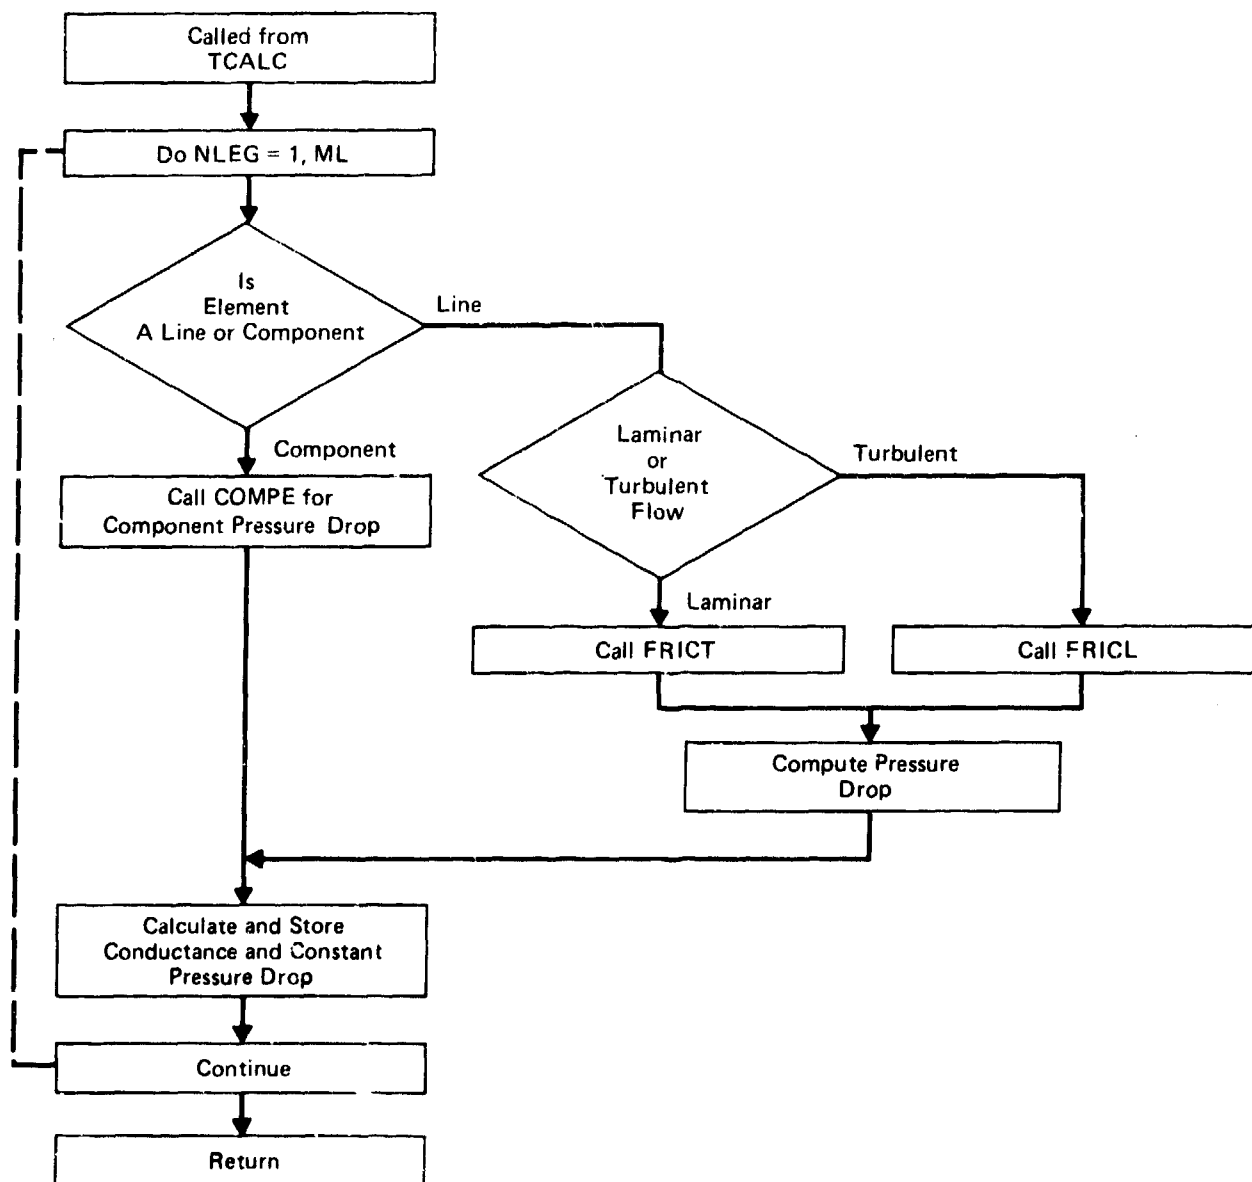 Called from
TCALC
Do NLEG = 1, ML
Is
Element
A Line or Component
Line
Component
Call COMPE for
Component Pressure Drop
Laminar
or
Turbulent
Flow
Turbulent
Laminar
Call FRICT
Call FRICL
Compute Pressure
Drop
Calculate and Store
Conductance and Constant
Pressure Drop
Continue
Return